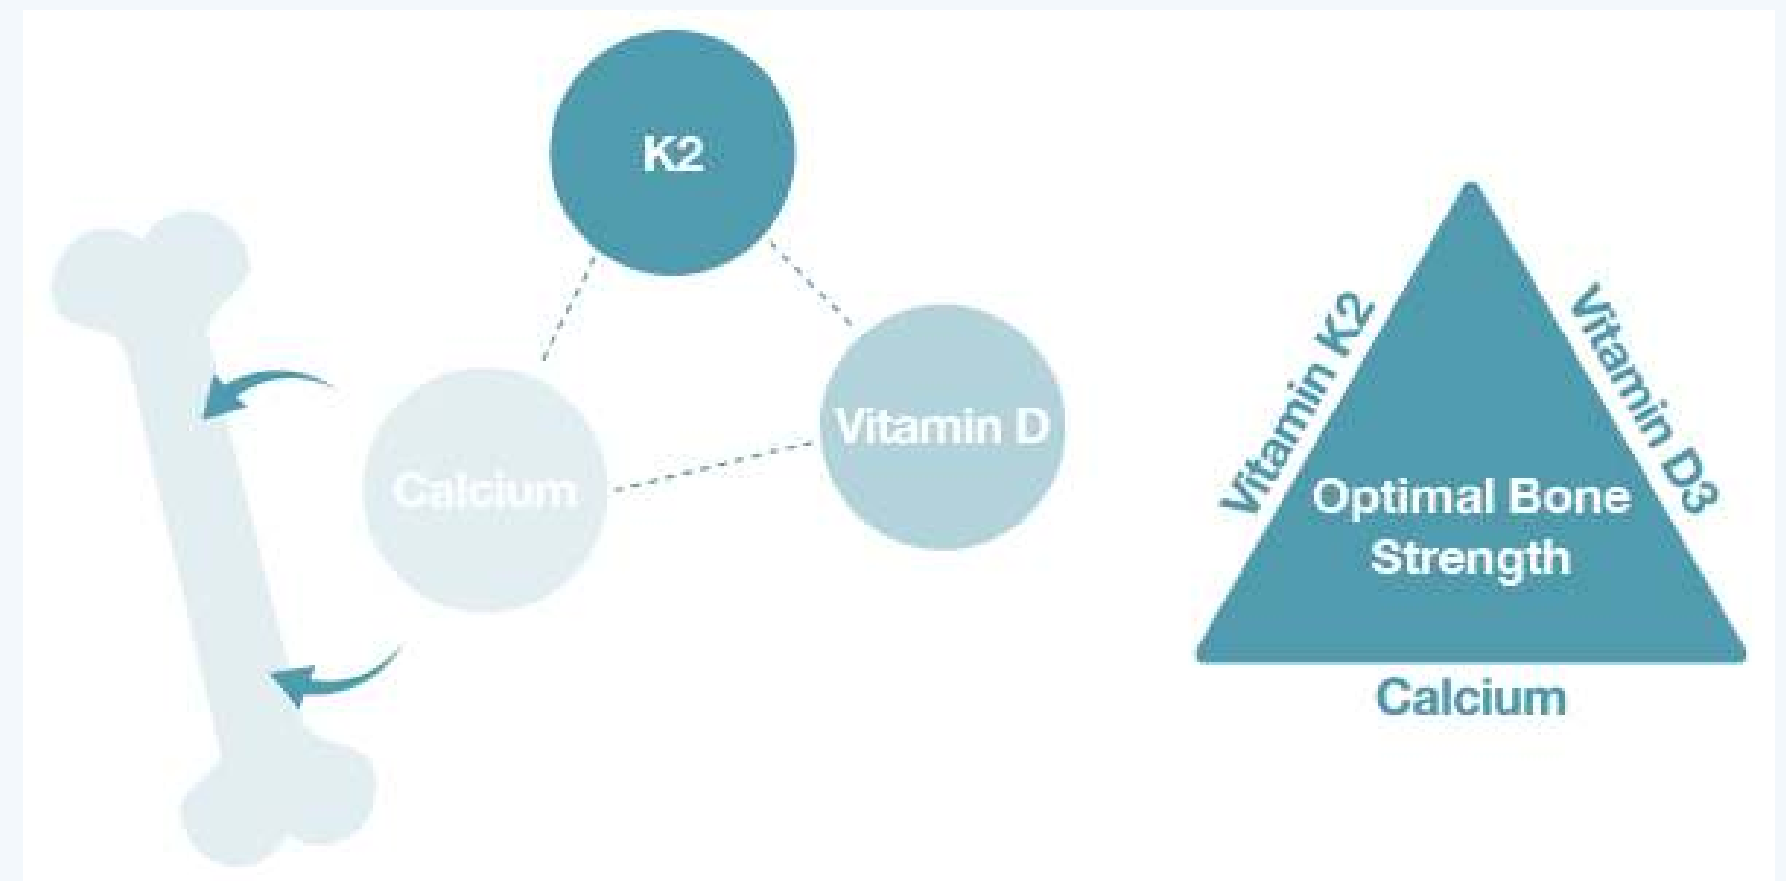 K2
Vitamin D
Calcium
Vitamin K2
Vitamin D3
Optimal Bone
Strength
Calcium